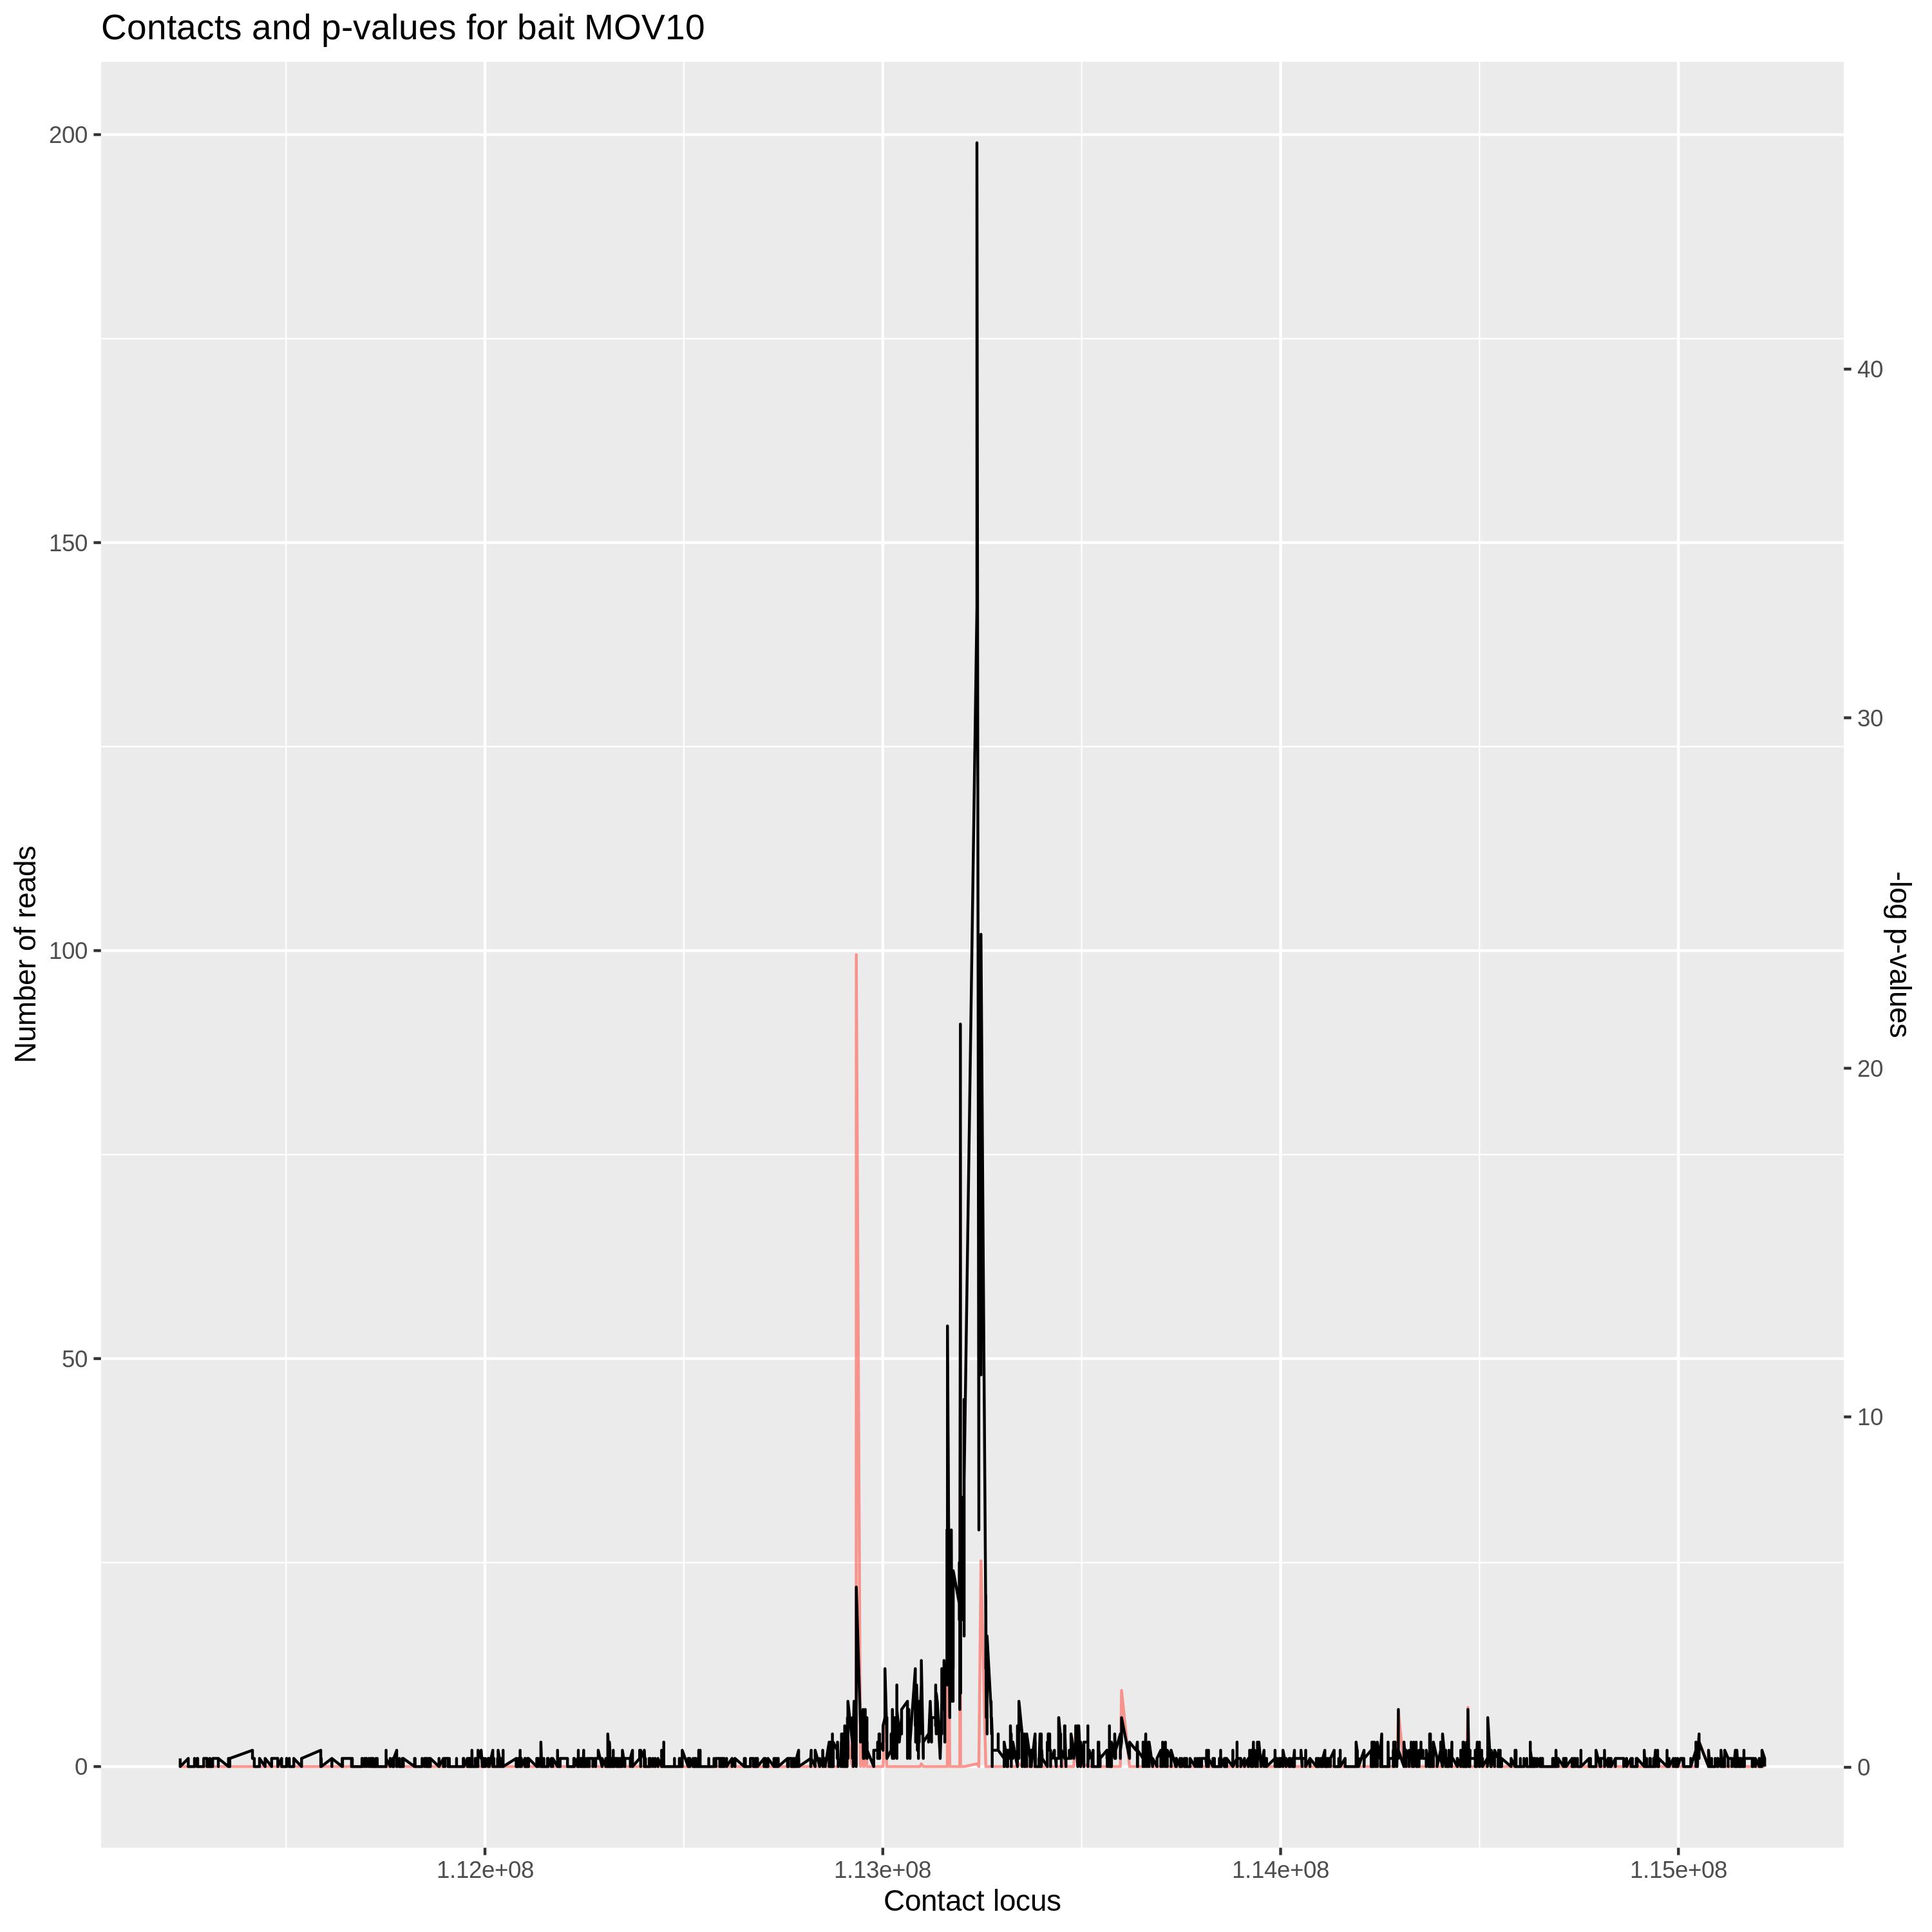 Contacts and p-values for bait MOV10
200
150
100
50
0
Number of reads
40
30
20
10
0
-log p-values
1.12e+08
1.13e+08
1.14e+08
1.15e+08
Contact locus